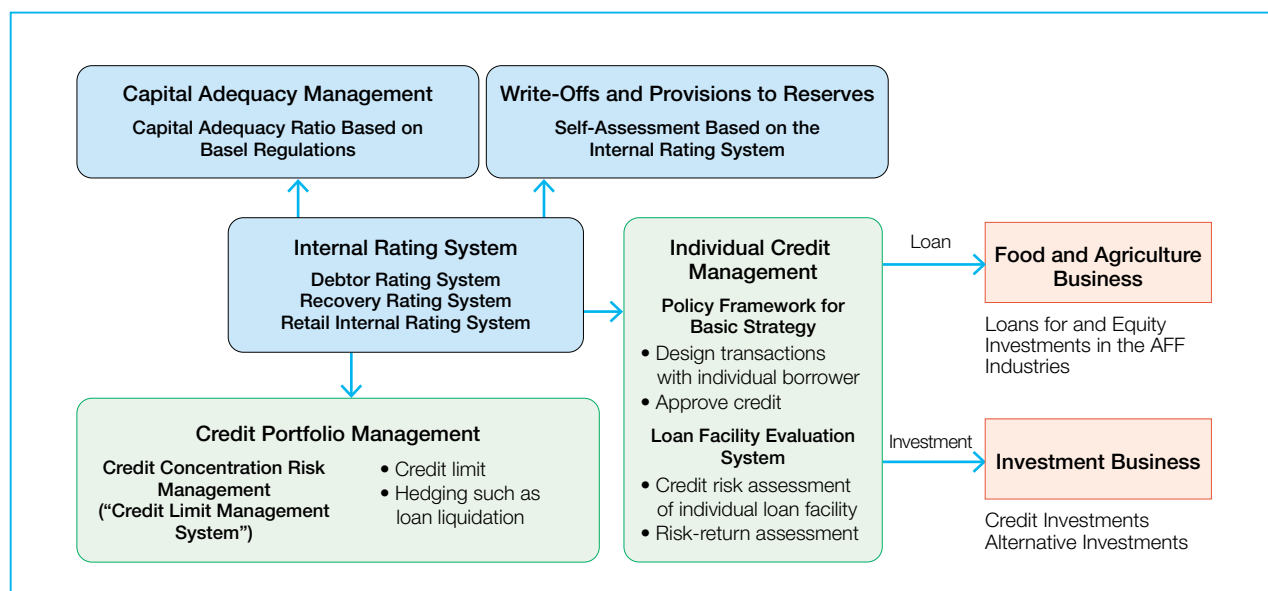 Capital Adequacy Management
Capital Adequacy Ratio Based on
Basel Regulations
Write-Offs and Provisions to Reserves
Self-Assessment Based on the
Internal Rating System
Internal Rating System
Debtor Rating System
Recovery Rating System
Retail Internal Rating System
Credit Portfolio Management
Credit Concentration Risk
Management
(“Credit Limit Management
System”)
• Credit limit
• Hedging such as
loan liquidation
Individual Credit
Management
Policy Framework for
Basic Strategy
• Design transactions
with individual borrower
• Approve credit
Loan Facility Evaluation
System
• Credit risk assessment
of individual loan facility
• Risk-return assessment
Loan
Food and Agriculture
Business
Loans for and Equity
Investments in the AFF
Industries
Investment
Investment Business
Credit Investments
Alternative Investments